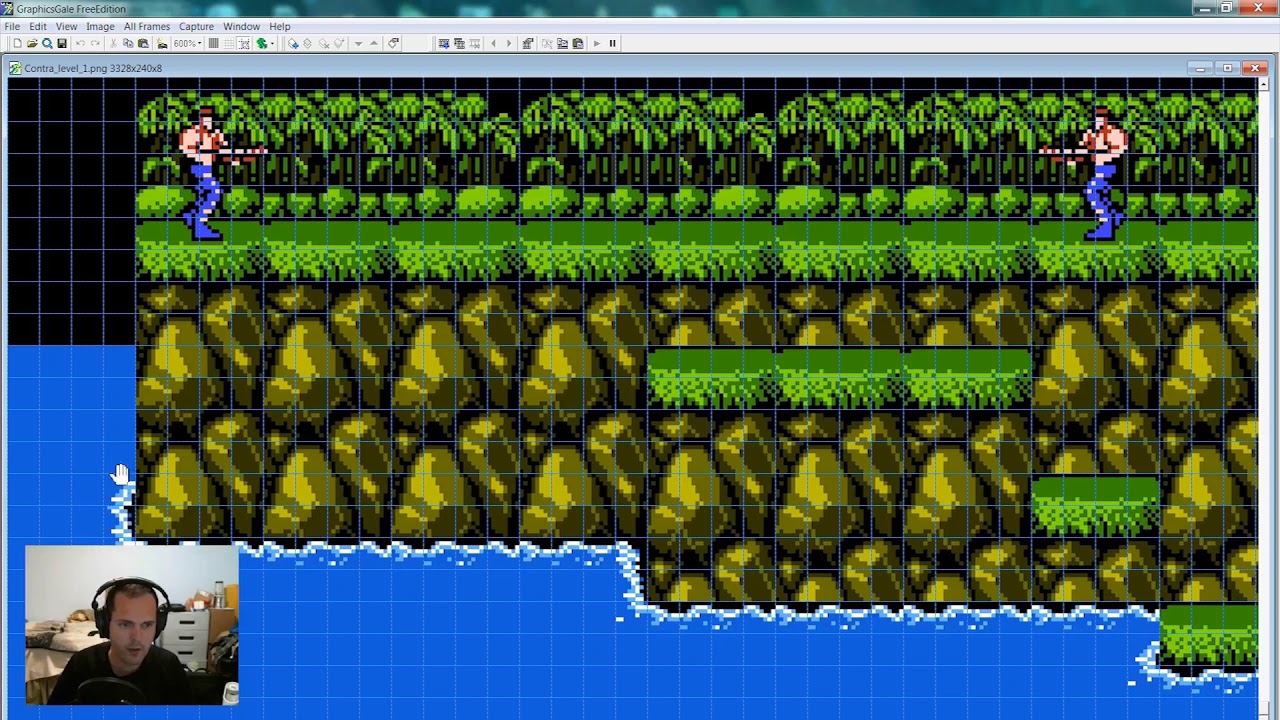 GraphicsGale FreeEdition
File Edit View Image All Frames Capture Window Help
600%
Contra_level_1.png 3328x240x8